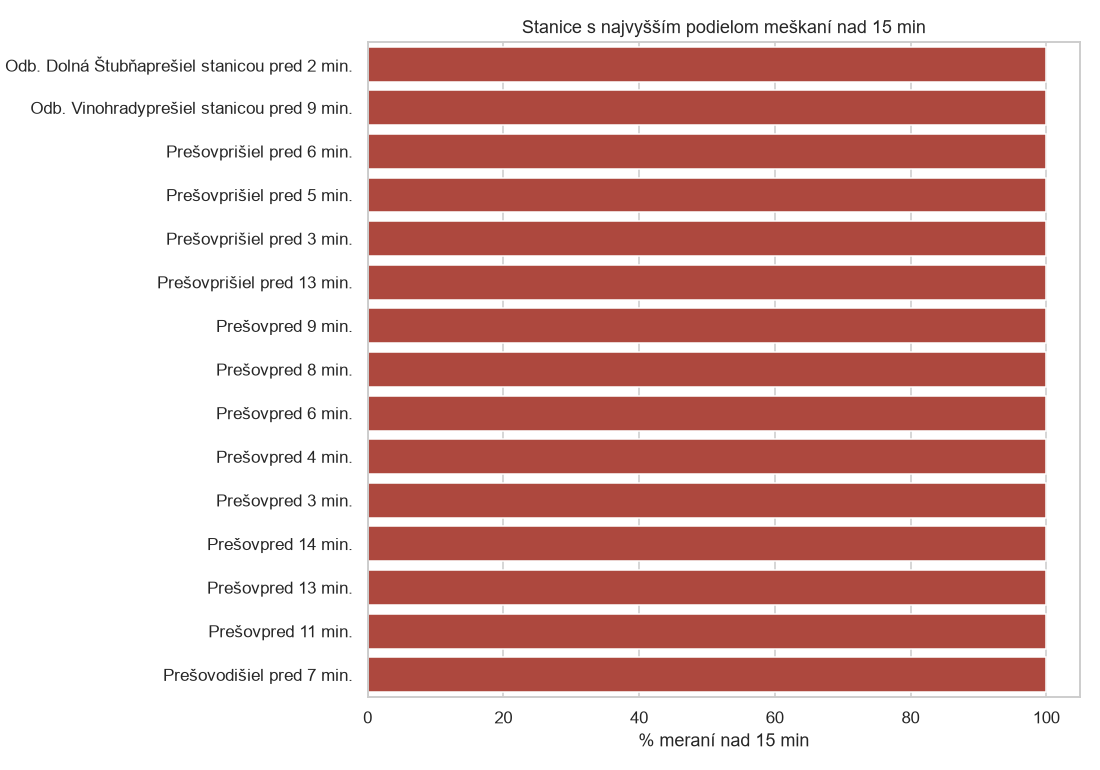 Stanice s najvyšším podielom meškaní nad 15 min
Odb. Dolná Štubňaprešiel stanicou pred 2 min.
Odb. Vinohradyprešiel stanicou pred 9 min.
Prešovprišiel pred 6 min.
Prešovprišiel pred 5 min.
Prešovprišiel pred 3 min.
Prešovprišiel pred 13 min.
Prešovpred 9 min.
Prešovpred 8 min.
Prešovpred 6 min.
Prešovpred 4 min.
Prešovpred 3 min.
Prešovpred 14 min.
Prešovpred 13 min.
Prešovpred 11 min.
Prešovodišiel pred 7 min.
0 20 40 60 80 100
% meraní nad 15 min